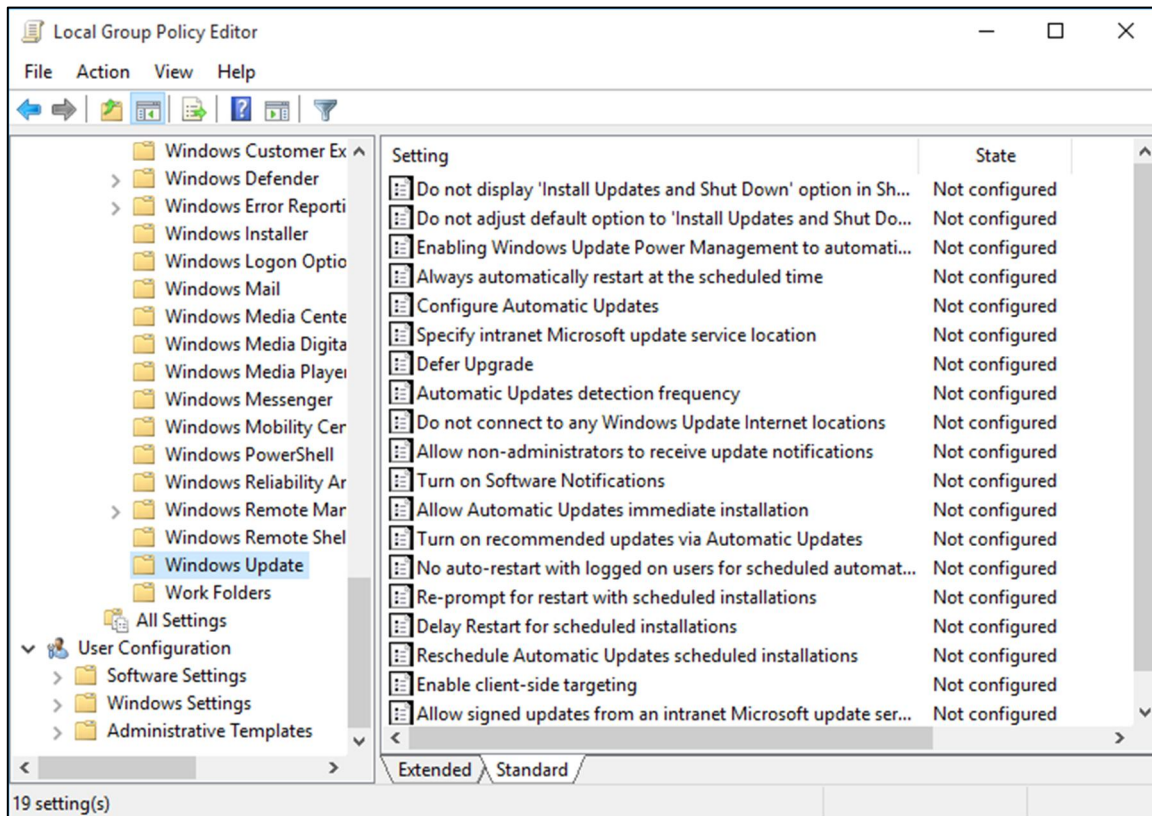 Local Group Policy Editor
File Action View Help
Windows Customer Ex
Windows Defender
Windows Error Reporti
Windows Installer
Windows Logon Optio
Windows Mail
Windows Media Cente
Windows Media Digita
Windows Media Player
Windows Messenger
Windows Mobility Cen
Windows PowerShell
Windows Reliability An
Windows Remote Man
Windows Remote Shel
Windows Update
Work Folders
All Settings
User Configuration
Software Settings
Windows Settings
Administrative Templates
Setting State
Do not display 'Install Updates and Shut Down' option in Sh... Not configured
Do not adjust default option to 'Install Updates and Shut Do... Not configured
Enabling Windows Update Power Management to automati... Not configured
Always automatically restart at the scheduled time Not configured
Configure Automatic Updates Not configured
Specify intranet Microsoft update service location Not configured
Defer Upgrade Not configured
Automatic Updates detection frequency Not configured
Do not connect to any Windows Update Internet locations Not configured
Allow non-administrators to receive update notifications Not configured
Turn on Software Notifications Not configured
Allow Automatic Updates immediate installation Not configured
Turn on recommended updates via Automatic Updates Not configured
No auto-restart with logged on users for scheduled automat... Not configured
Re-prompt for restart with scheduled installations Not configured
Delay Restart for scheduled installations Not configured
Reschedule Automatic Updates scheduled installations Not configured
Enable client-side targeting Not configured
Allow signed updates from an intranet Microsoft update ser... Not configured
Extended Standard
19 setting(s)